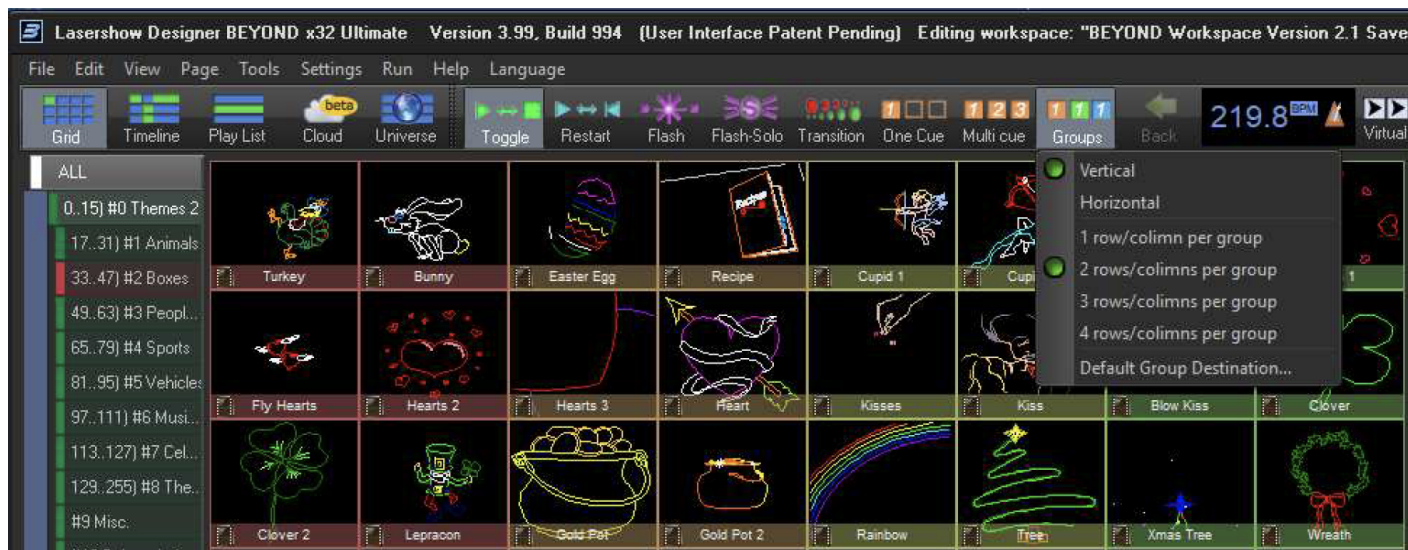 Lasershow Designer BEYOND x32 Ultimate Version 3.99, Build 994 (User Interface Patent Pending) Editing workspace: "BEYOND Workspace Version 2.1 Save
File Edit View Page Tools Settings Run Help Language
beta
1 1 2 3 1 1 1
219.8 BPM
Grid Timeline Play List Cloud Universe Toggle Restart Flash Flash-Solo Transition One Cue Multi cue Groups Back Virtual
ALL
0..15) #0 Themes 2
17..31) #1 Animals
33..47) #2 Boxes
49..63) #3 Peopl...
65..79) #4 Sports
81..95) #5 Vehicles
97..111) #6 Musi...
113..127) #7 Cel...
129..255) #8 The..
#9 Misc.
Vertical
Horizontal
1 row/colimn per group
2 rows/colimns per group
3 rows/colimns per group
4 rows/colimns per group
Default Group Destination...
Recipe
Turkey Bunny Easter Egg Recipe Cupid 1 Cupi 1
Fly Hearts Hearts 2 Hearts 3 Heart Kisses Kiss Blow Kiss Clover
Clover 2 Lepracon Gold Pot Gold Pot 2 Rainbow Tree Xmas Tree Wreath